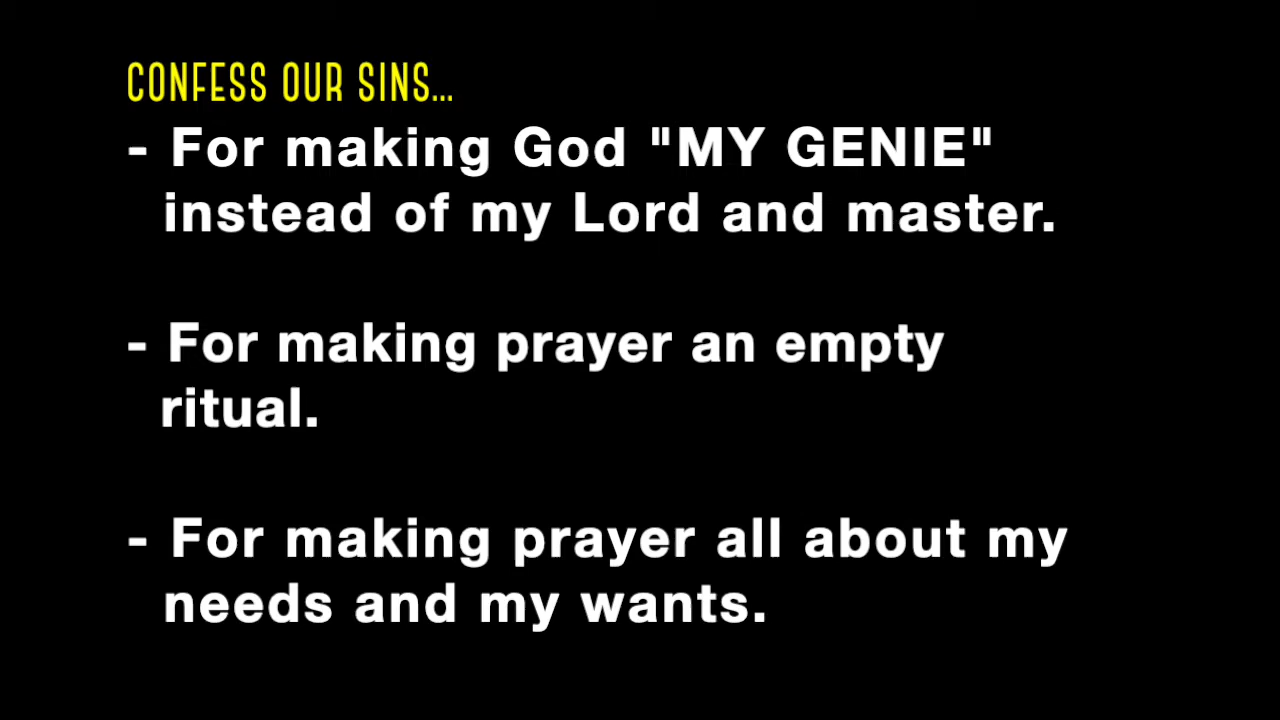 CONFESS OUR SINS...
- For making God "MY GENIE"
instead of my Lord and master.
- For making prayer an empty
ritual.
- For making prayer all about my
needs and my wants.